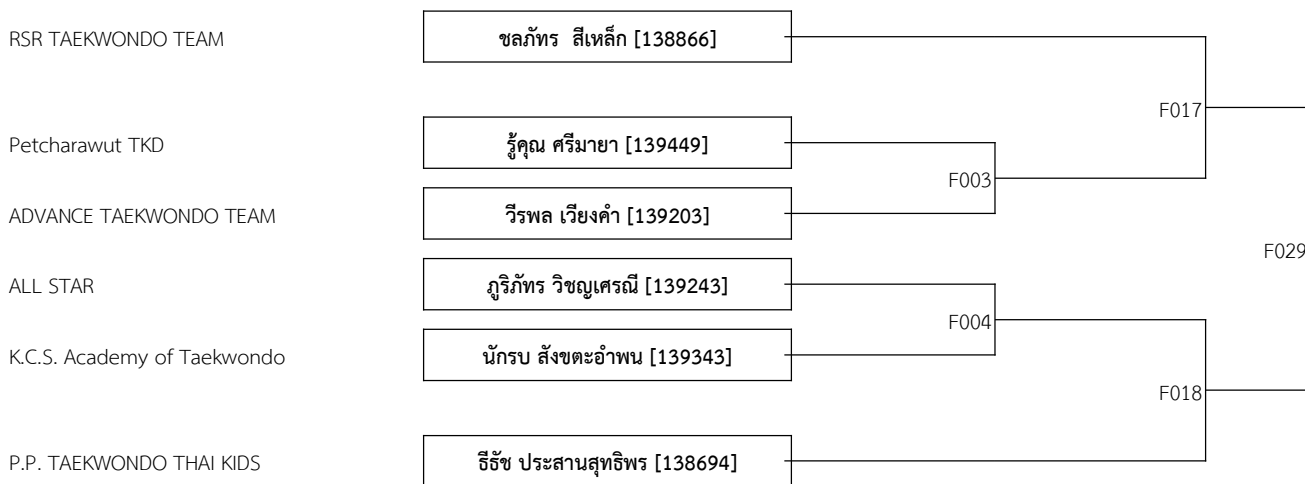 RSR TAEKWONDO TEAM
ชลภัทร  สีเหล็ก [138866]
F017
Petcharawut TKD
รู้คุณ ศรีมายา [139449]
F003
ADVANCE TAEKWONDO TEAM
วีรพล เวียงคำ [139203]
F029
ALL STAR
ภูริภัทร วิชญเศรณี [139243]
F004
K.C.S. Academy of Taekwondo
นักรบ สังขตะอำพน [139343]
F018
P.P. TAEKWONDO THAI KIDS
ธีธัช ประสานสุทธิพร [138694]